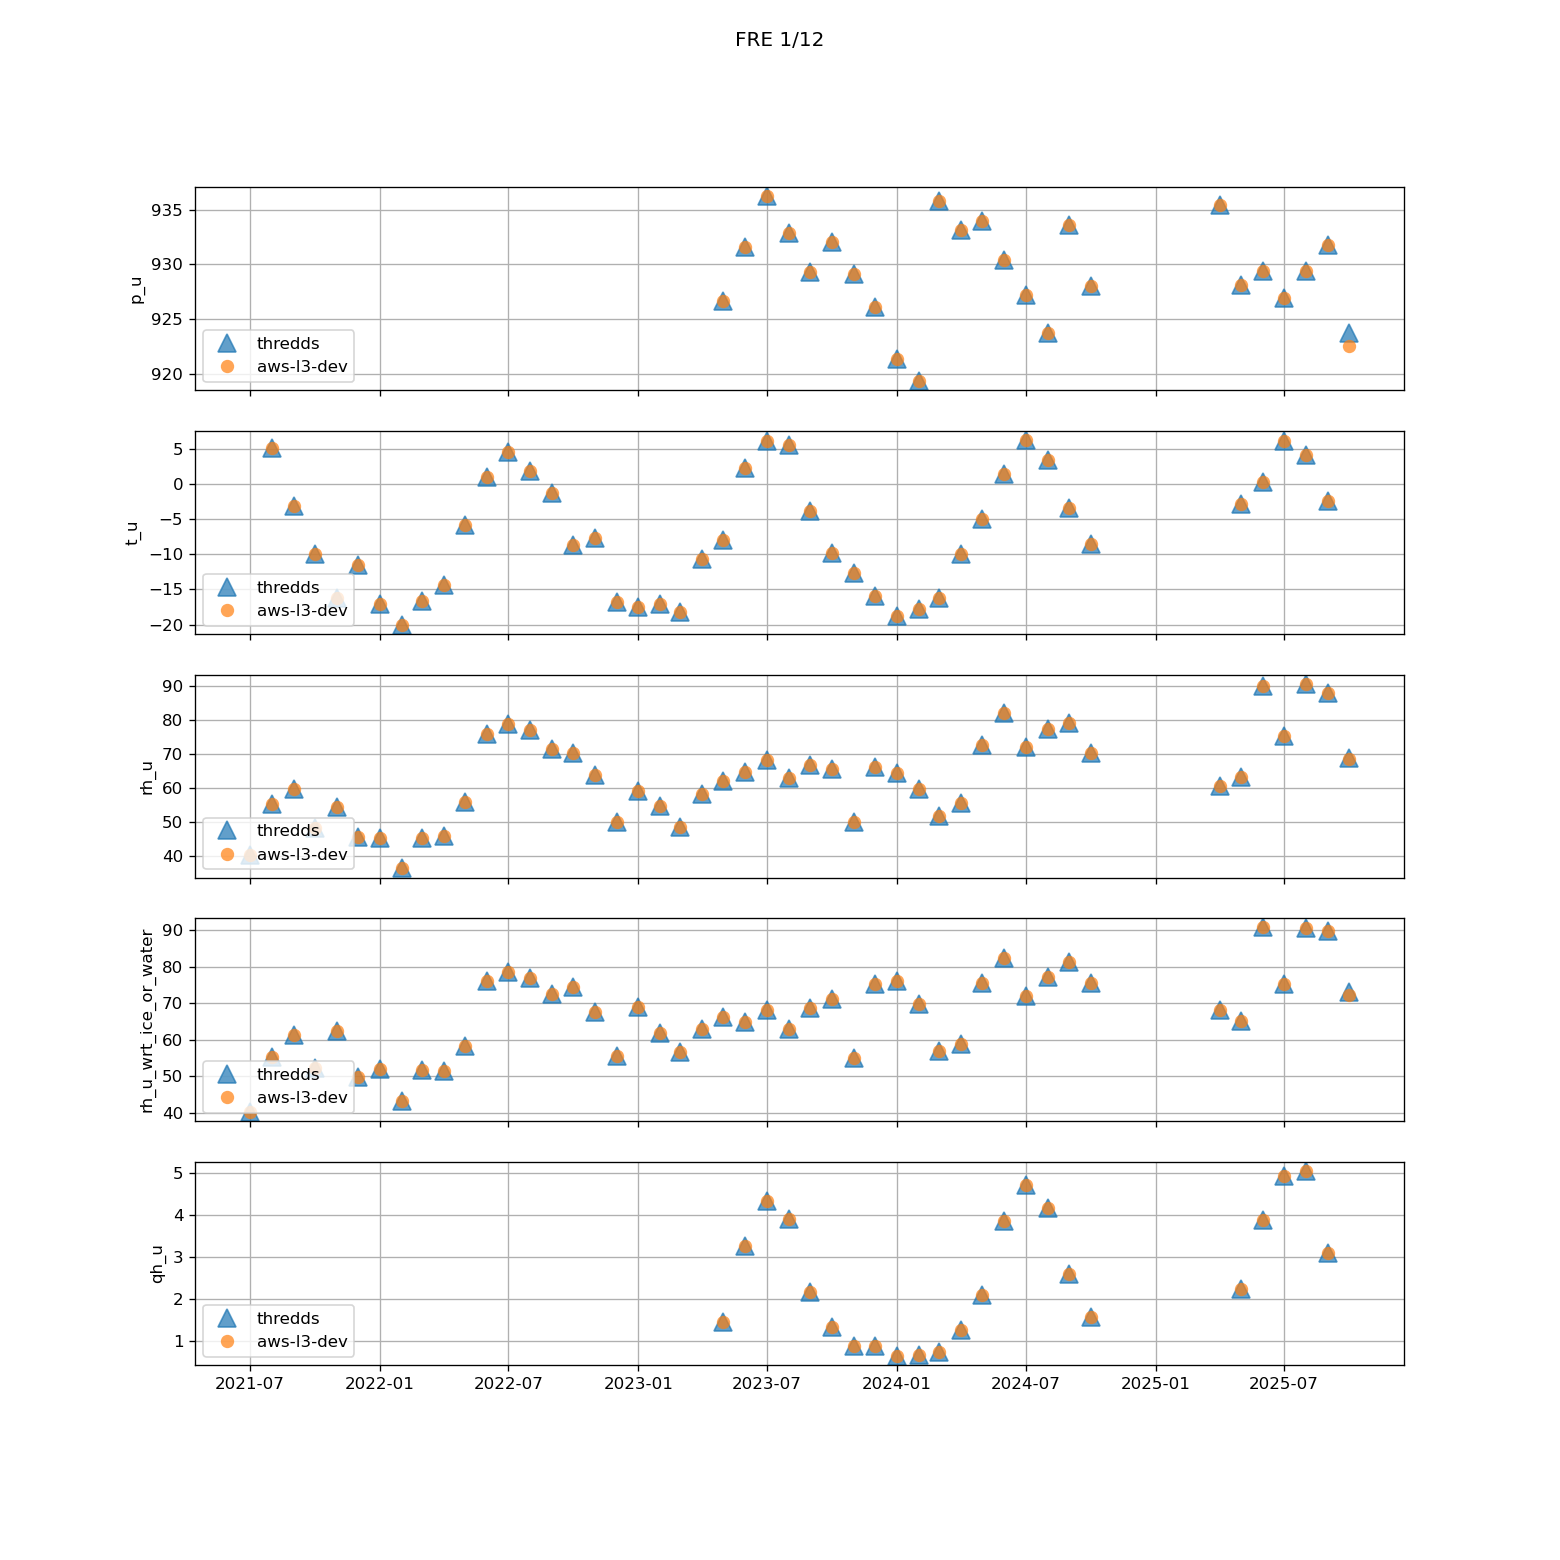 FRE 1/12
935
930
925
920
p_u
thredds
aws-l3-dev
5
0
−5
−10
−15
−20
t_u
thredds
aws-l3-dev
90
80
70
60
50
40
rh_u
thredds
aws-l3-dev
90
80
70
60
50
40
rh_u_wrt_ice_or_water
thredds
aws-l3-dev
5
4
3
2
1
qh_u
thredds
aws-l3-dev
2021-07 2022-01 2022-07 2023-01 2023-07 2024-01 2024-07 2025-01 2025-07